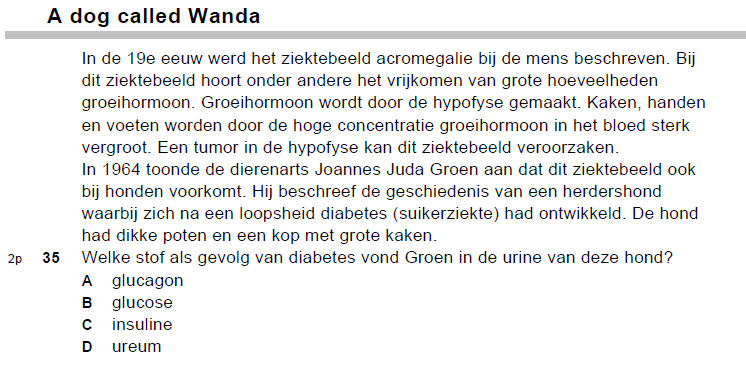 A dog called Wanda
In de 19e eeuw werd het ziektebeeld acromegalie bij de mens beschreven. Bij
dit ziektebeeld hoort onder andere het vrijkomen van grote hoeveelheden
groeihormoon. Groeihormoon wordt door de hypofyse gemaakt. Kaken, handen
en voeten worden door de hoge concentratie groeihormoon in het bloed sterk
vergroot. Een tumor in de hypofyse kan dit ziektebeeld veroorzaken.
In 1964 toonde de dierenarts Joannes Juda Groen aan dat dit ziektebeeld ook
bij honden voorkomt. Hij beschreef de geschiedenis van een herdershond
waarbij zich na een loopsheid diabetes (suikerziekte) had ontwikkeld. De hond
had dikke poten en een kop met grote kaken.
2p 35 Welke stof als gevolg van diabetes vond Groen in de urine van deze hond?
A glucagon
B glucose
C insuline
D ureum